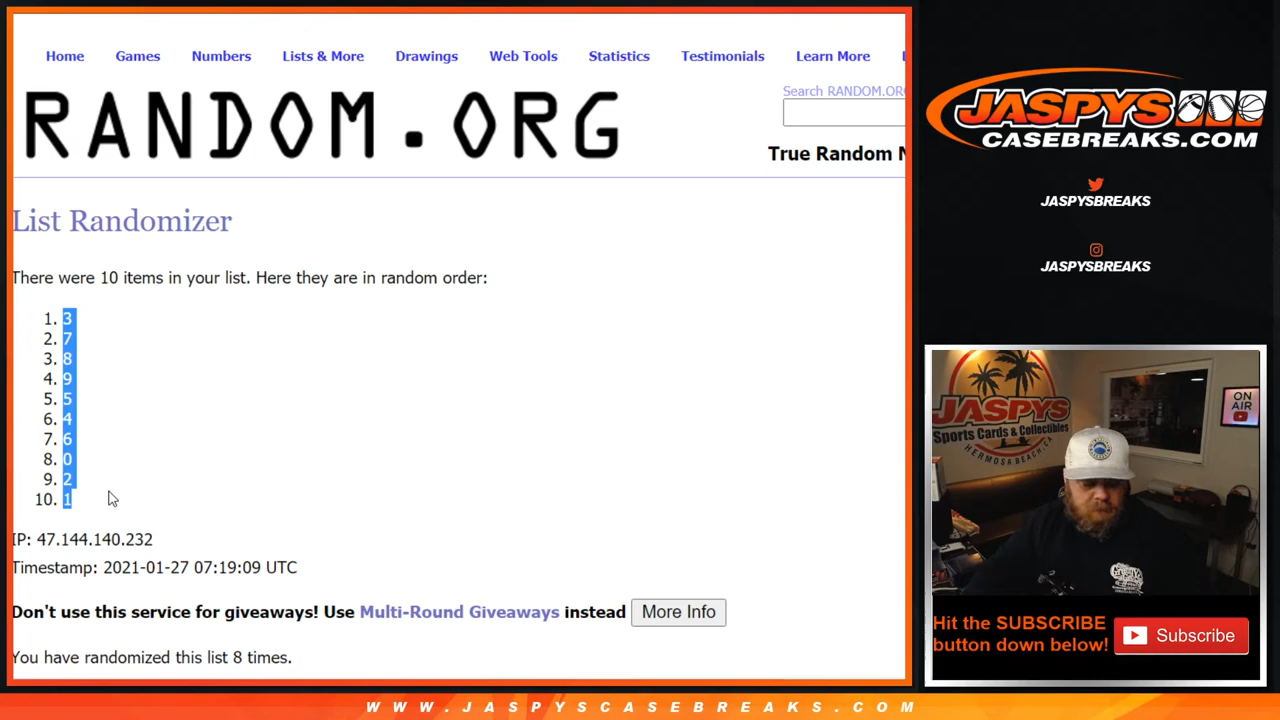 Home Games Numbers Lists & More Drawings Web Tools Statistics Testimonials Learn More
Search RANDOM.ORG
RANDOM.ORG
True Random N
List Randomizer
There were 10 items in your list. Here they are in random order:
1. 3
2. 7
3. 8
4. 9
5. 5
6. 4
7. 6
8. 0
9. 2
10. 1
IP: 47.144.140.232
Timestamp: 2021-01-27 07:19:09 UTC
Don't use this service for giveaways! Use Multi-Round Giveaways instead More Info
You have randomized this list 8 times.
JASPYS
CASEBREAKS.COM
JASPYSBREAKS
JASPYSBREAKS
JASPYS
Sports Cards & Collectibles
HERMOSA BEACH, CA
ON
AIR
Hit the SUBSCRIBE
button down below!
Subscribe
WWW.JASPYSCASEBREAKS.COM